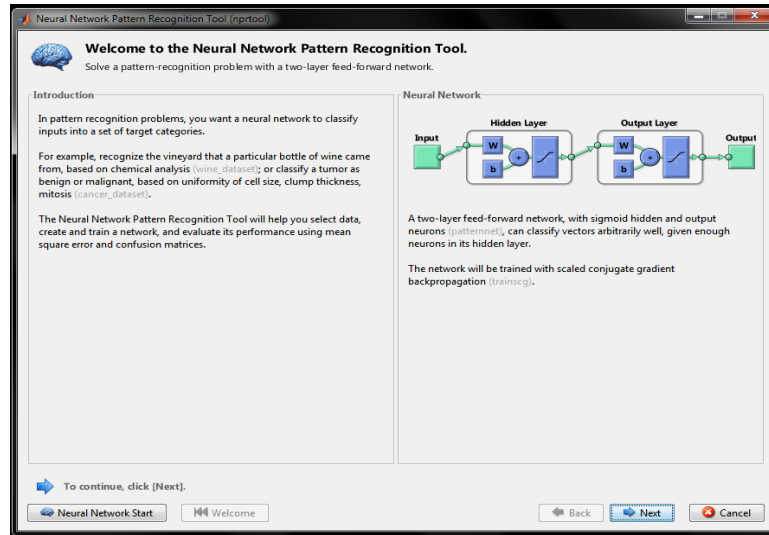 Neural Network Pattern Recognition Tool (nprtool)
Welcome to the Neural Network Pattern Recognition Tool.
Solve a pattern-recognition problem with a two-layer feed-forward network.
Introduction
In pattern recognition problems, you want a neural network to classify
inputs into a set of target categories.
For example, recognize the vineyard that a particular bottle of wine came
from, based on chemical analysis (wine_dataset); or classify a tumor as
benign or malignant, based on uniformity of cell size, clump thickness,
mitosis (cancer_dataset).
The Neural Network Pattern Recognition Tool will help you select data,
create and train a network, and evaluate its performance using mean
square error and confusion matrices.
Neural Network
Hidden Layer
Output Layer
Input
Output
W
b
+
W
b
+
A two-layer feed-forward network, with sigmoid hidden and output
neurons (patternnet), can classify vectors arbitrarily well, given enough
neurons in its hidden layer.
The network will be trained with scaled conjugate gradient
backpropagation (trainscg).
To continue, click [Next].
Neural Network Start
Welcome
Back
Next
Cancel